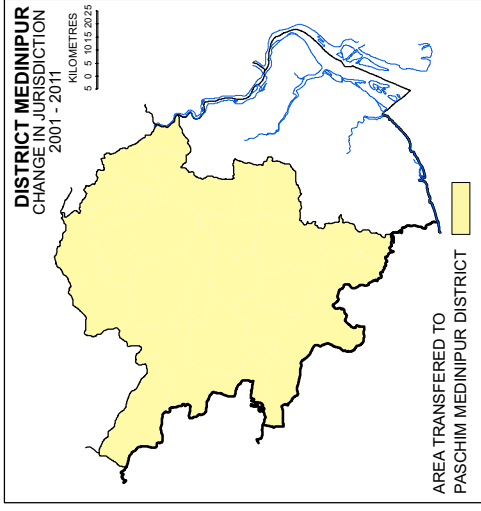 DISTRICT MEDINIPUR
CHANGE IN JURISDICTION
2001 - 2011
KILOMETRES
5 0 5 10 15 20 25
AREA TRANSFERED TO
PASCHIM MEDINIPUR DISTRICT